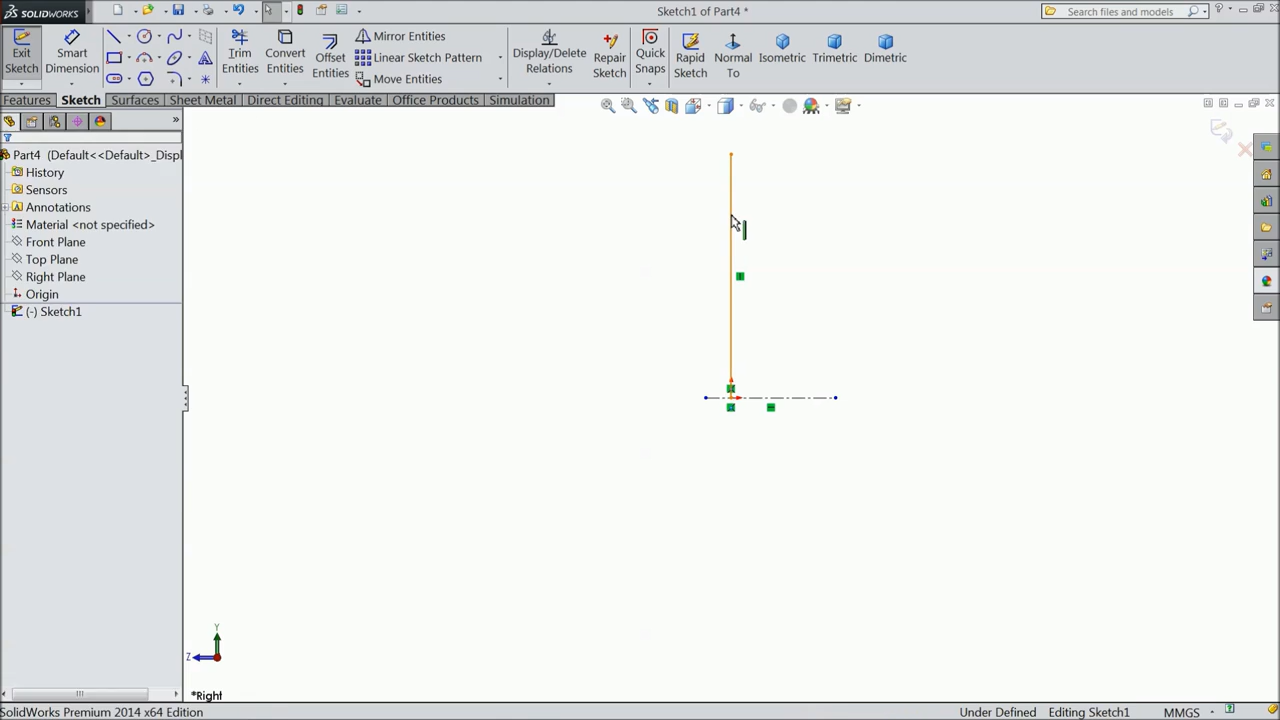 SOLIDWORKS
Sketch1 of Part4 *
Search files and models
Exit Sketch
Smart Dimension
Trim Entities
Convert Entities
Offset Entities
Mirror Entities
Linear Sketch Pattern
Move Entities
Display/Delete Relations
Repair Sketch
Quick Snaps
Rapid Sketch
Normal To
Isometric
Trimetric
Dimetric
Features
Sketch
Surfaces
Sheet Metal
Direct Editing
Evaluate
Office Products
Simulation
Part4 (Default<<Default>_Displ
History
Sensors
Annotations
Material <not specified>
Front Plane
Top Plane
Right Plane
Origin
(-) Sketch1
Y
Z
*Right
SolidWorks Premium 2014 x64 Edition
Under Defined
Editing Sketch1
MMGS